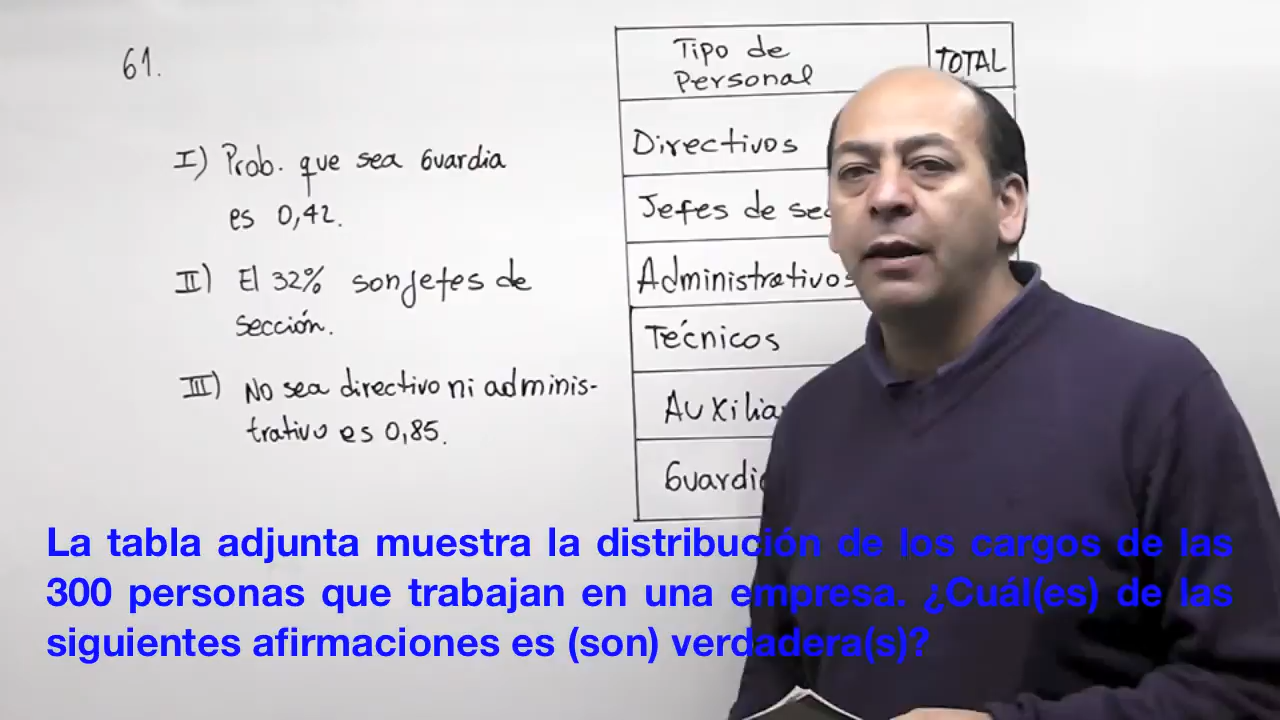 61.
I) Prob. que sea Guardia
es 0,42.
II) El 32% son jefes de
sección.
III) No sea directivo ni adminis-
trativo es 0,85.
Tipo de
Personal
TOTAL
Directivos
Jefes de
Administrativos
Técnicos
La tabla adjunta muestra la distribución de los cargos de las
300 personas que trabajan en una empresa. ¿Cuál(es) de las
siguientes afirmaciones es (son) verdadera(s)?